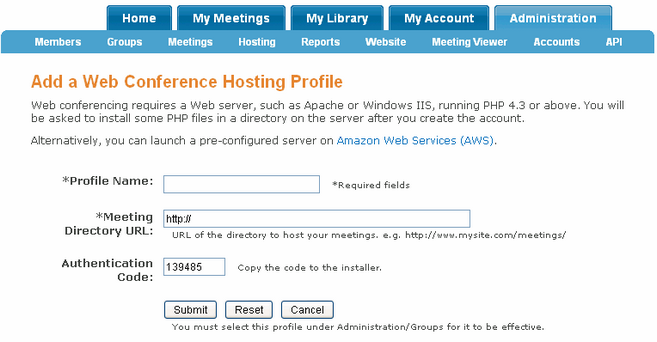 Home My Meetings My Library My Account Administration
Members Groups Meetings Hosting Reports Website Meeting Viewer Accounts API
Add a Web Conference Hosting Profile
Web conferencing requires a Web server, such as Apache or Windows IIS, running PHP 4.3 or above. You will
be asked to install some PHP files in a directory on the server after you create the account.
Alternatively, you can launch a pre-configured server on Amazon Web Services (AWS).
*Profile Name: *Required fields
*Meeting
Directory URL: http://
URL of the directory to host your meetings. e.g. http://www.mysite.com/meetings/
Authentication
Code: 139485 Copy the code to the installer.
Submit Reset Cancel
You must select this profile under Administration/Groups for it to be effective.